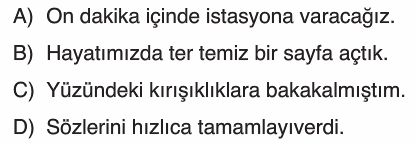 A) On dakika içinde istasyona varacağız.
B) Hayatımızda ter temiz bir sayfa açtık.
C) Yüzündeki kırışıklıklara bakakalmıştım.
D) Sözlerini hızlıca tamamlayıverdi.